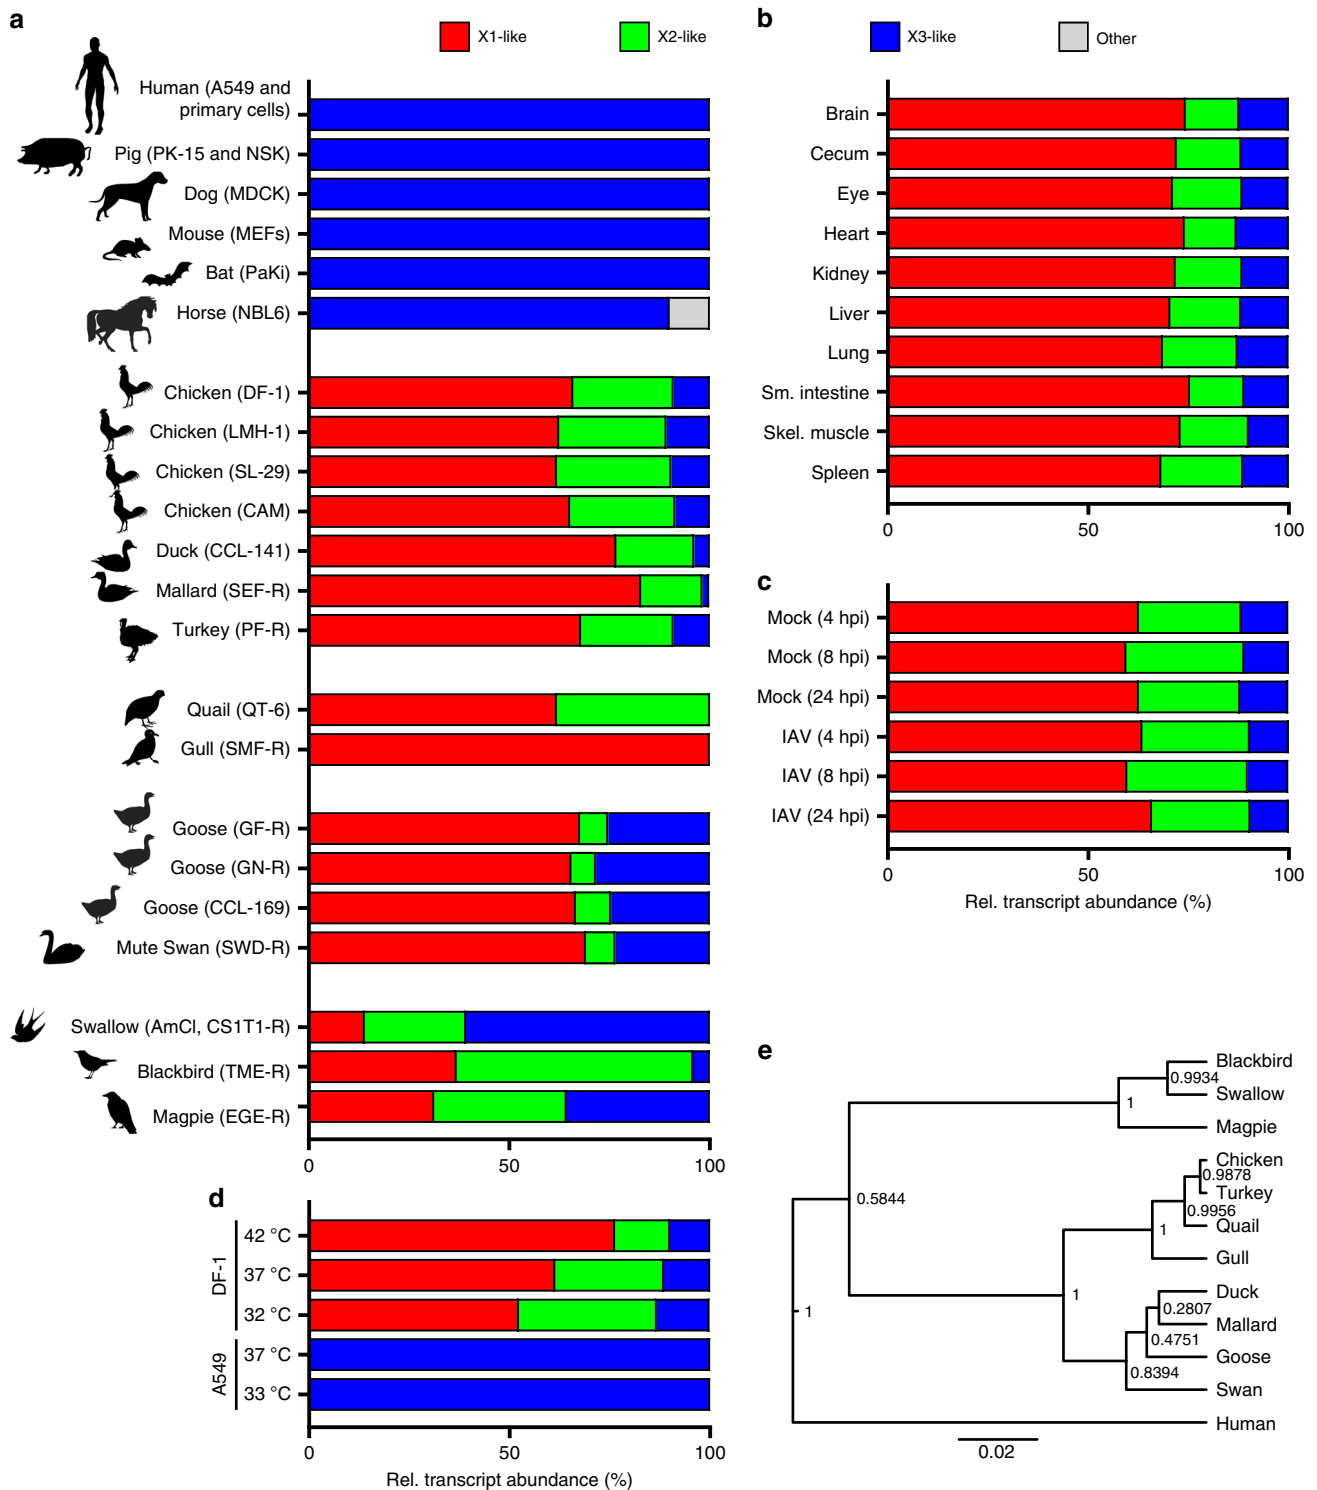 a
X1-like
X2-like
Human (A549 and
primary cells)
Pig (PK-15 and NSK)
Dog (MDCK)
Mouse (MEFs)
Bat (PaKi)
Horse (NBL6)
Chicken (DF-1)
Chicken (LMH-1)
Chicken (SL-29)
Chicken (CAM)
Duck (CCL-141)
Mallard (SEF-R)
Turkey (PF-R)
Quail (QT-6)
Gull (SMF-R)
Goose (GF-R)
Goose (GN-R)
Goose (CCL-169)
Mute Swan (SWD-R)
Swallow (AmCl, CS1T1-R)
Blackbird (TME-R)
Magpie (EGE-R)
0 50 100
b
X3-like
Other
Brain
Cecum
Eye
Heart
Kidney
Liver
Lung
Sm. intestine
Skel. muscle
Spleen
0 50 100
c
Mock (4 hpi)
Mock (8 hpi)
Mock (24 hpi)
IAV (4 hpi)
IAV (8 hpi)
IAV (24 hpi)
0 50 100
Rel. transcript abundance (%)
d
DF-1
42 °C
37 °C
32 °C
A549
37 °C
33 °C
0 50 100
Rel. transcript abundance (%)
e
Blackbird
0.9934
Swallow
1
Magpie
Chicken
0.9878
Turkey
0.5844
0.9956
Quail
1
Gull
Duck
1
0.2807
1
Mallard
0.4751
Goose
0.8394
Swan
Human
0.02